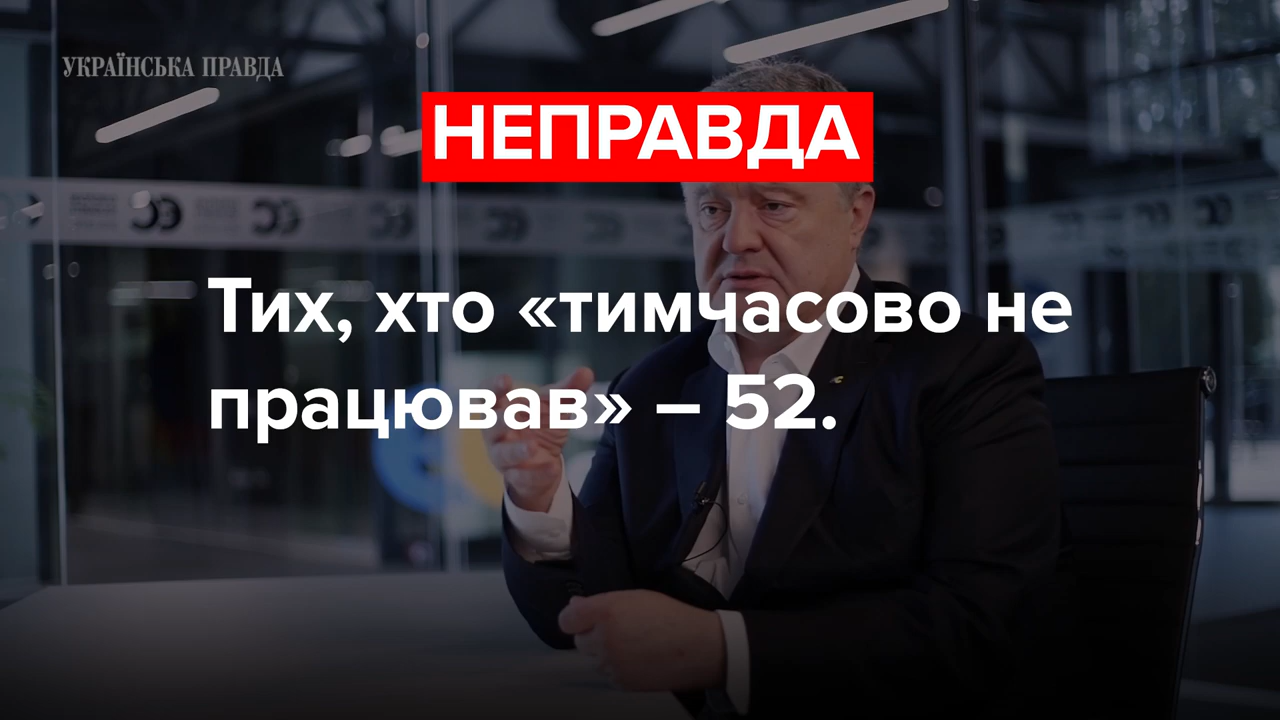 УКРАЇНСЬКА ПРАВДА
НЕПРАВДА
Тих, хто «тимчасово не
працював» – 52.